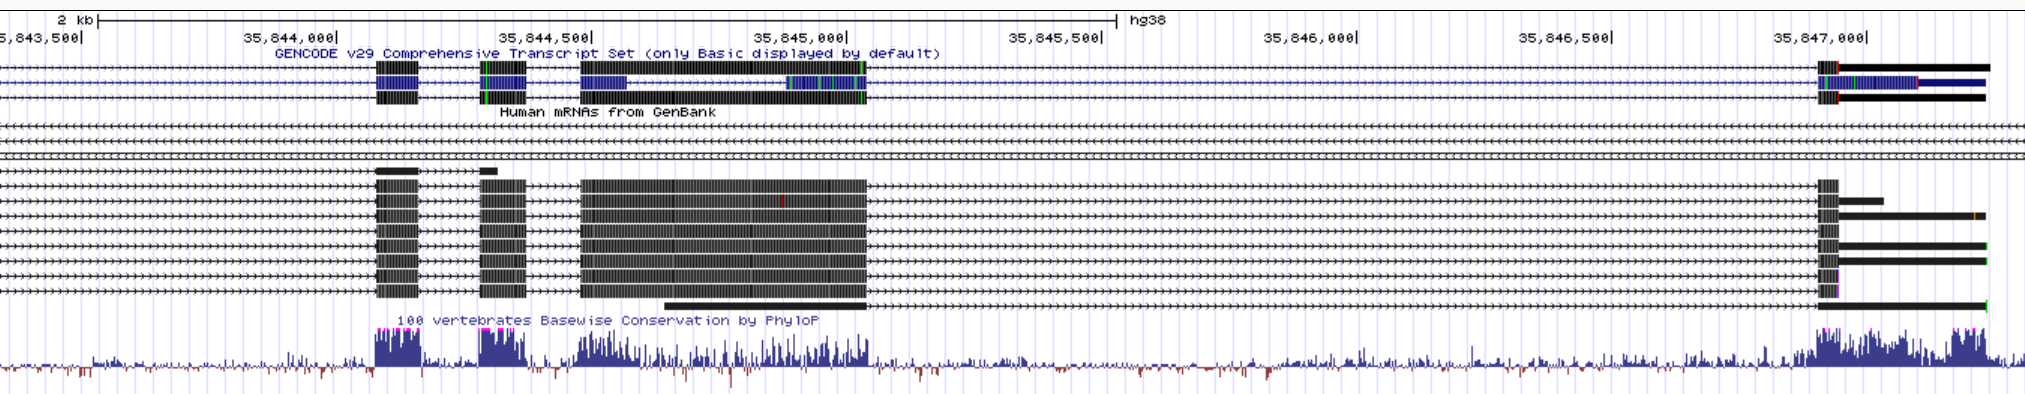 2 kb hg38
5,843,500| 35,844,000| 35,844,500| 35,845,000| 35,845,500| 35,846,000| 35,846,500| 35,847,000|
GENCODE v29 Comprehensive Transcript Set (only Basic displayed by default)
Human mRNAs from GenBank
100 vertebrates Basewise Conservation by PhyloP